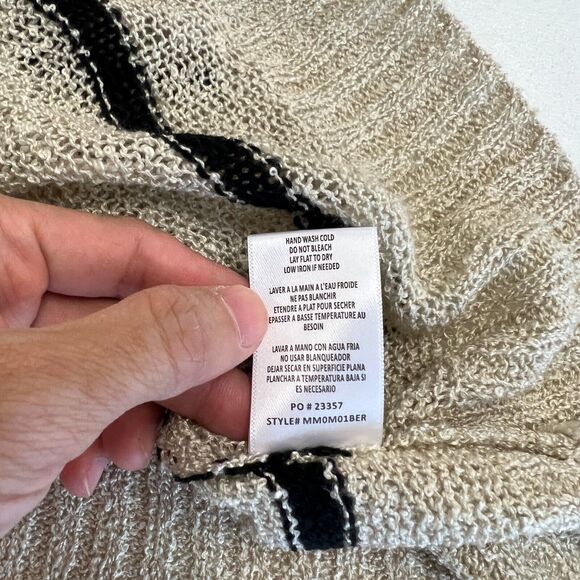 HAND WASH COLD
DO NOT BLEACH
LAY FLAT TO DRY
LOW IRON IF NEEDED
LAVER A LA MAIN A L'EAU FROIDE
NE PAS BLANCHIR
ETENDRE A PLAT POUR SECHER
EPASSER A BASSE TEMPERATURE AU
BESOIN
LAVAR A MANO CON AGUA FRIA
NO USAR BLANQUEADOR
DEJAR SECAR EN SUPERFICIE PLANA
PLANCHAR A TEMPERATURA BAJA SI
ES NECESARIO
PO # 23357
STYLE# MM0M01BER